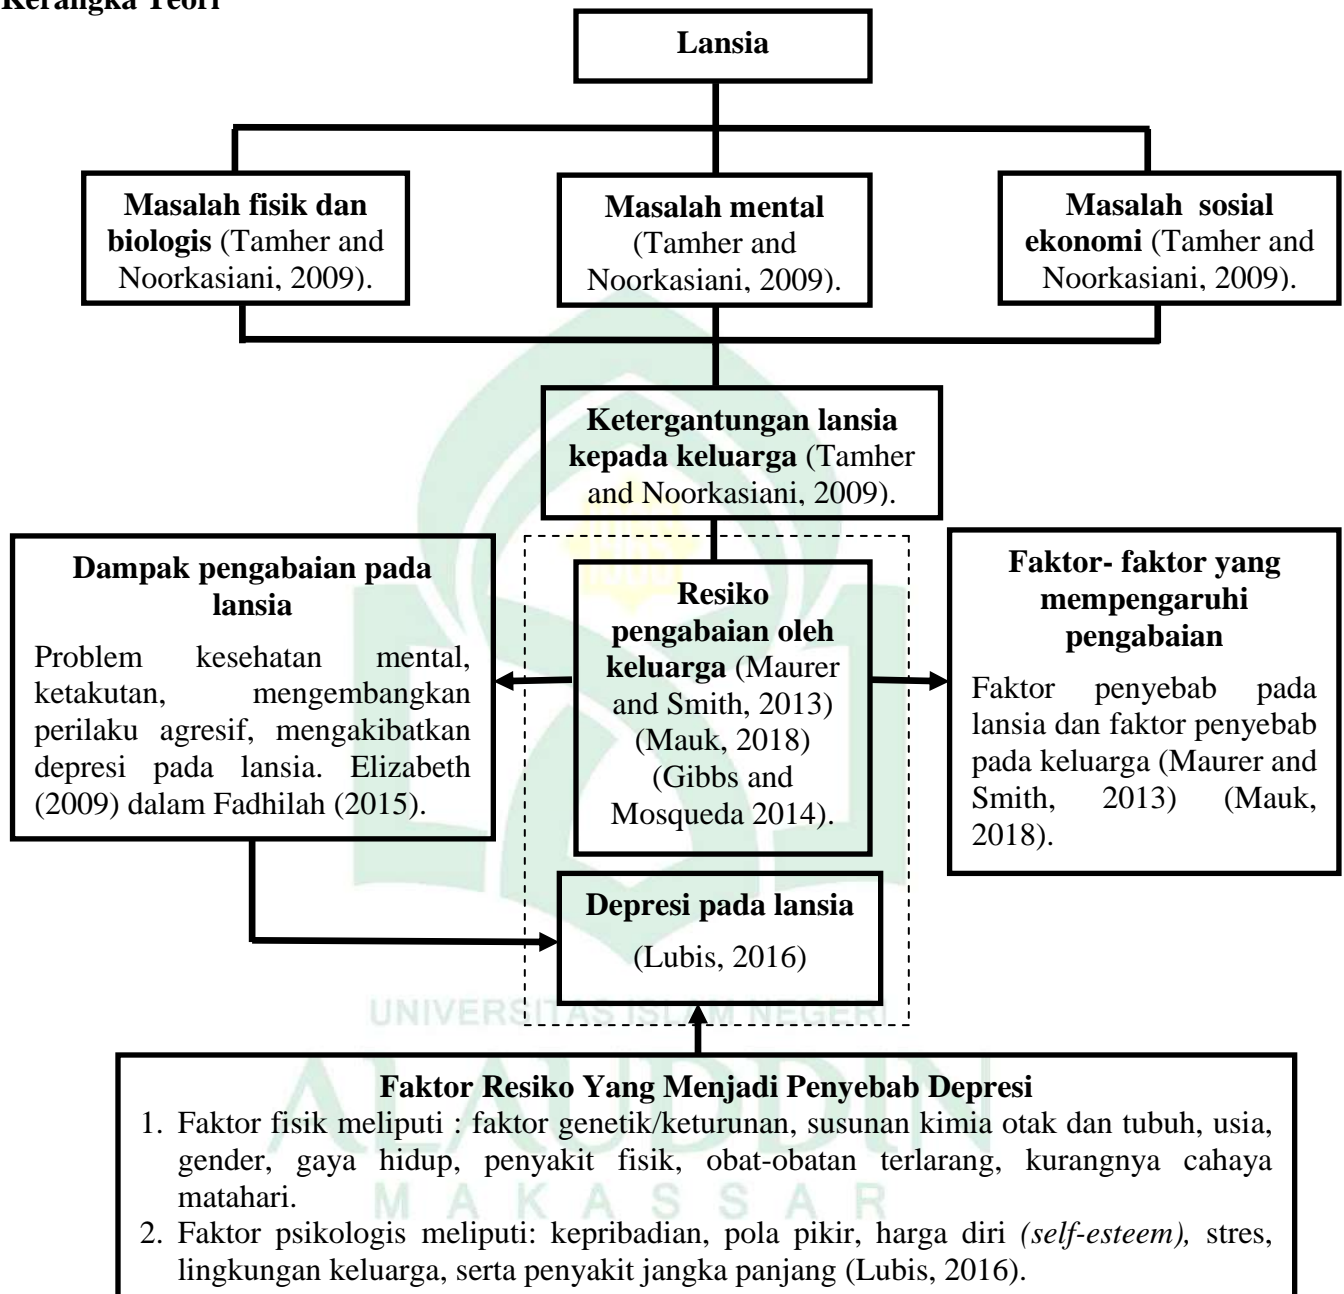 Kerangka Teori
Lansia
Masalah fisik dan
biologis (Tamher and
Noorkasiani, 2009).
Masalah mental
(Tamher and
Noorkasiani, 2009).
Masalah sosial
ekonomi (Tamher and
Noorkasiani, 2009).
Ketergantungan lansia
kepada keluarga (Tamher
and Noorkasiani, 2009).
Dampak pengabaian pada
lansia
Problem kesehatan mental,
ketakutan, mengembangkan
perilaku agresif, mengakibatkan
depresi pada lansia. Elizabeth
(2009) dalam Fadhilah (2015).
Resiko
pengabaian oleh
keluarga (Maurer
and Smith, 2013)
(Mauk, 2018)
(Gibbs and
Mosqueda 2014).
Faktor- faktor yang
mempengaruhi
pengabaian
Faktor penyebab pada
lansia dan faktor penyebab
pada keluarga (Maurer and
Smith, 2013) (Mauk,
2018).
Depresi pada lansia
(Lubis, 2016)
UNIVERSITAS ISLAM NEGERI
ALAUDDIN
MAKASSAR
Faktor Resiko Yang Menjadi Penyebab Depresi
1. Faktor fisik meliputi : faktor genetik/keturunan, susunan kimia otak dan tubuh, usia,
gender, gaya hidup, penyakit fisik, obat-obatan terlarang, kurangnya cahaya
matahari.
2. Faktor psikologis meliputi: kepribadian, pola pikir, harga diri (self-esteem), stres,
lingkungan keluarga, serta penyakit jangka panjang (Lubis, 2016).